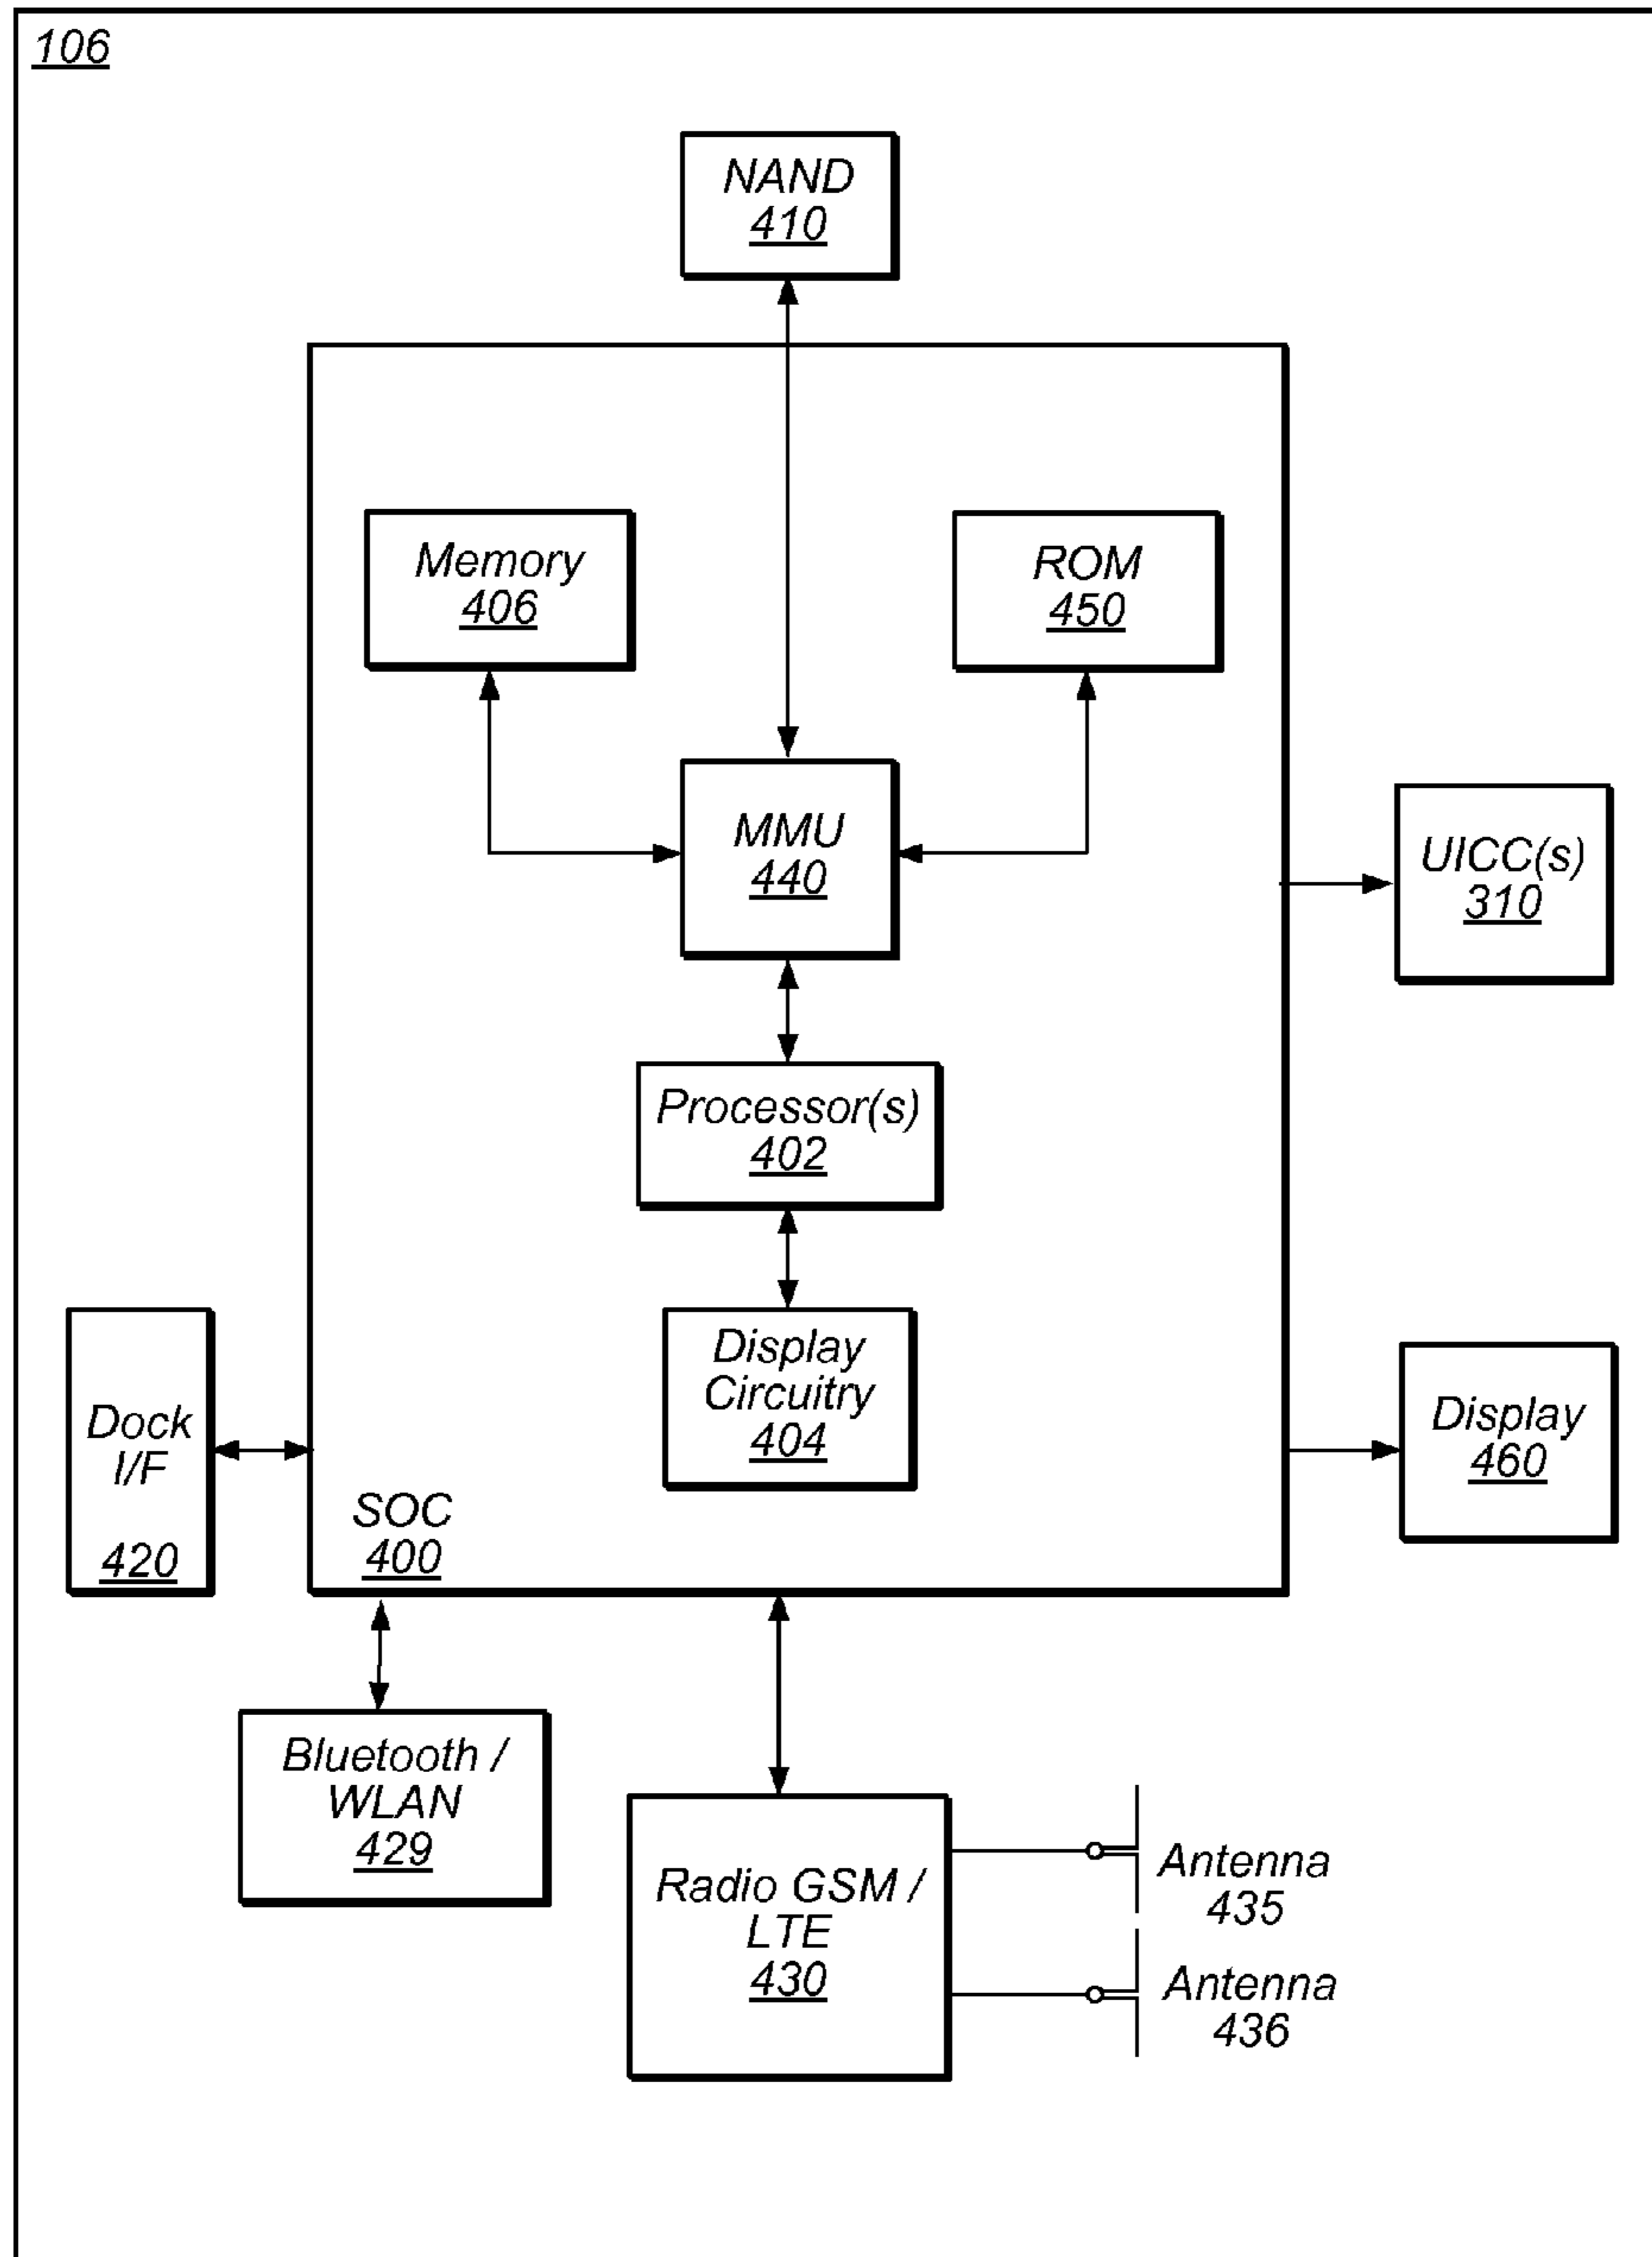 106
NAND
410
Memory
406
ROM
450
MMU
440
UICC(s)
310
Processor(s)
402
Display
Circuitry
404
Dock
I/F
420
Display
460
SOC
400
Bluetooth /
WLAN
429
Radio GSM /
LTE
430
Antenna
435
Antenna
436